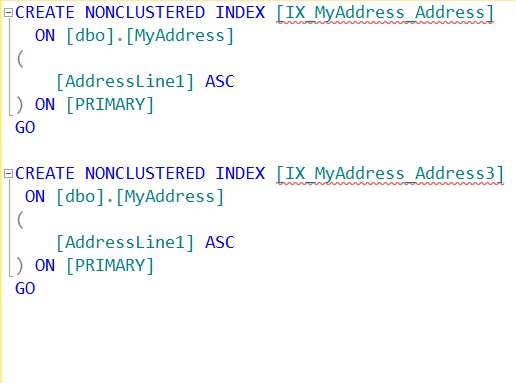 CREATE NONCLUSTERED INDEX [IX_MyAddress_Address]
ON [dbo].[MyAddress]
(
[AddressLine1] ASC
) ON [PRIMARY]
GO
CREATE NONCLUSTERED INDEX [IX_MyAddress_Address3]
ON [dbo].[MyAddress]
(
[AddressLine1] ASC
) ON [PRIMARY]
GO